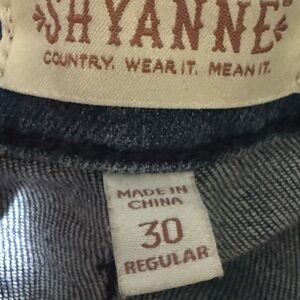 SHYANNE®
COUNTRY. WEAR IT. MEAN IT.
MADE IN
CHINA
30
REGULAR